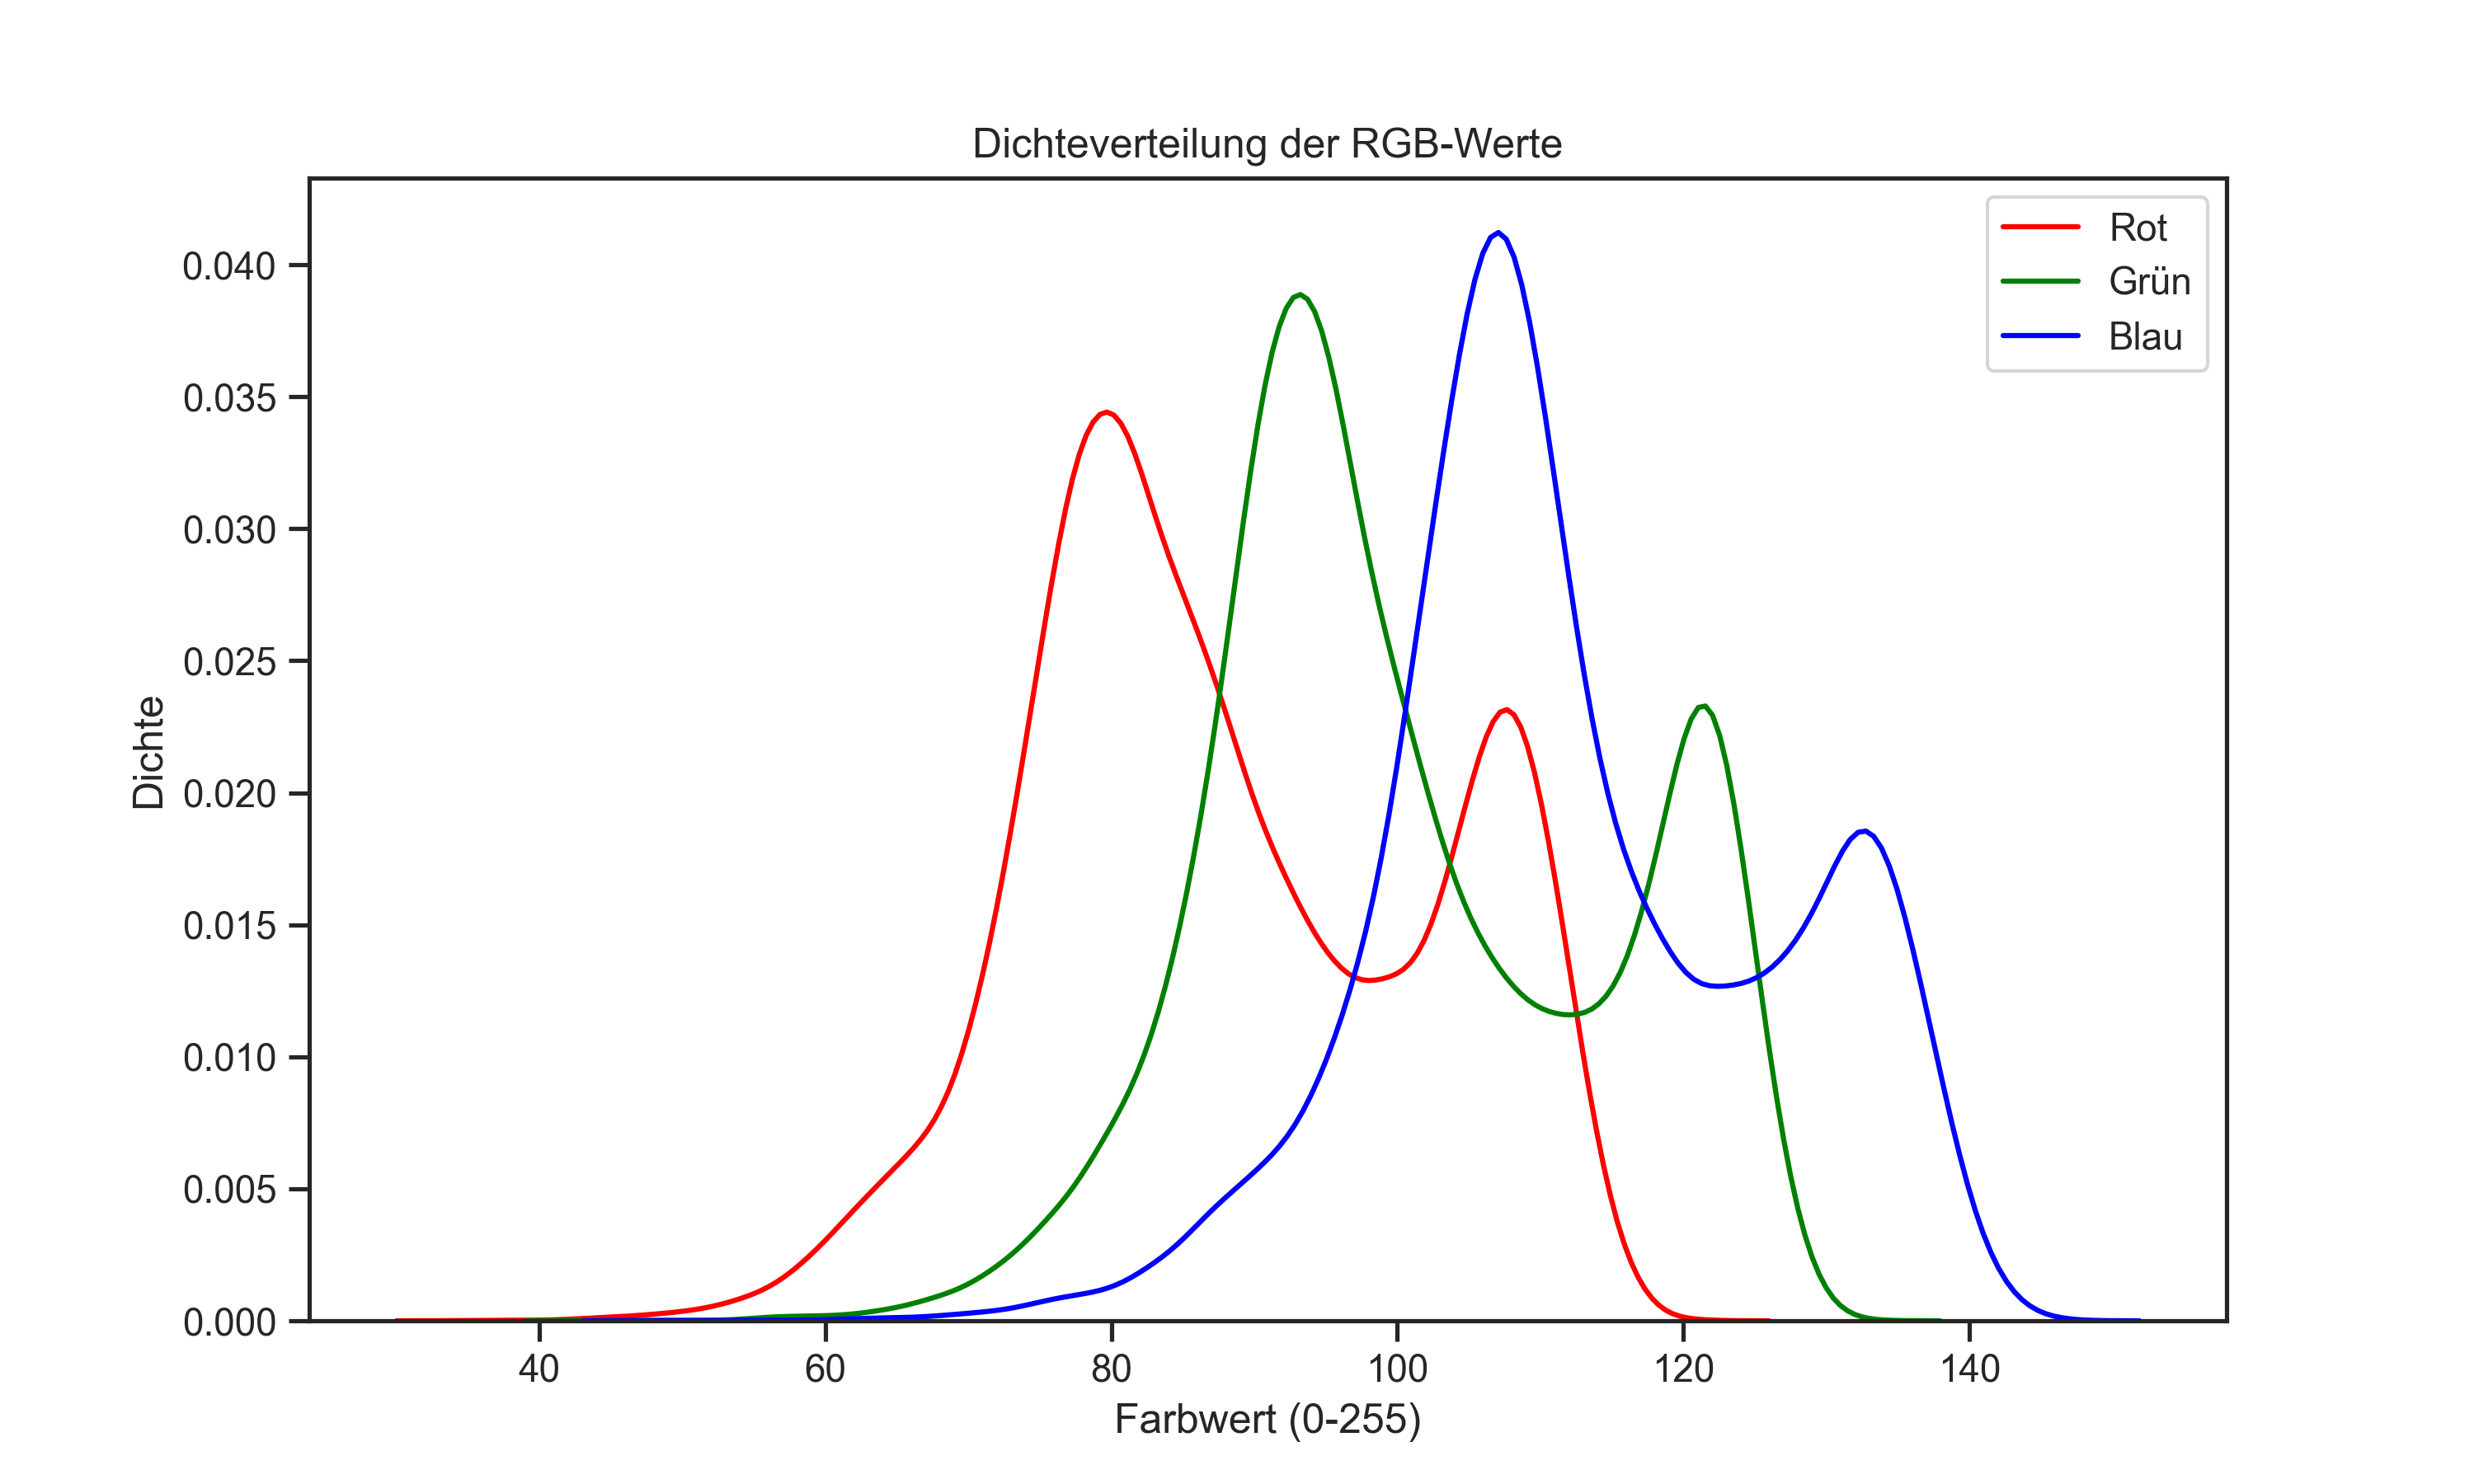 Dichteverteilung der RGB-Werte
Rot
Grün
Blau
0.040
0.035
0.030
0.025
0.020
0.015
0.010
0.005
0.000
Dichte
40 60 80 100 120 140
Farbwert (0-255)